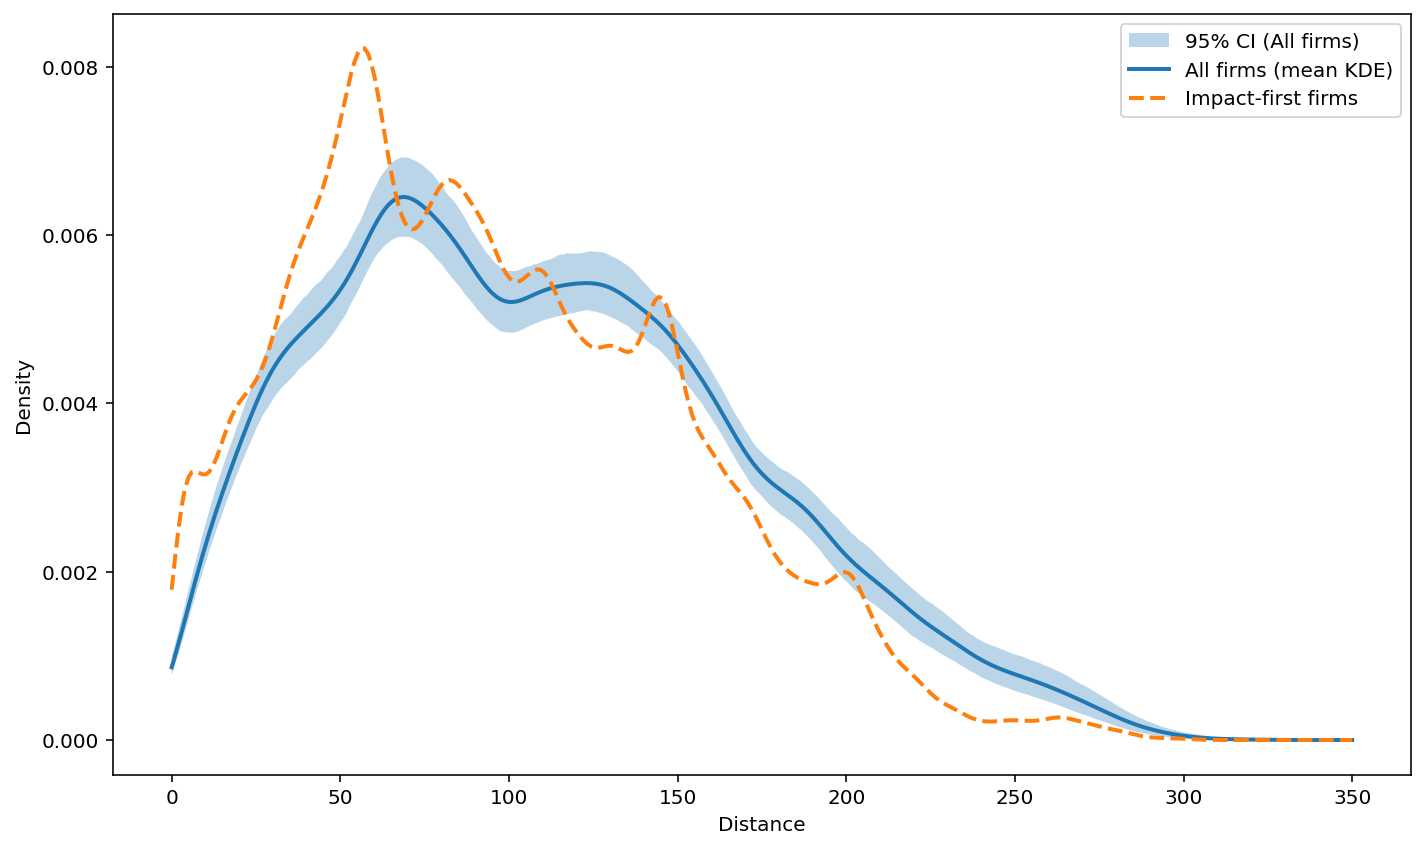 95% CI (All firms)
All firms (mean KDE)
Impact-first firms
Density
0.008
0.006
0.004
0.002
0.000
0 50 100 150 200 250 300 350
Distance